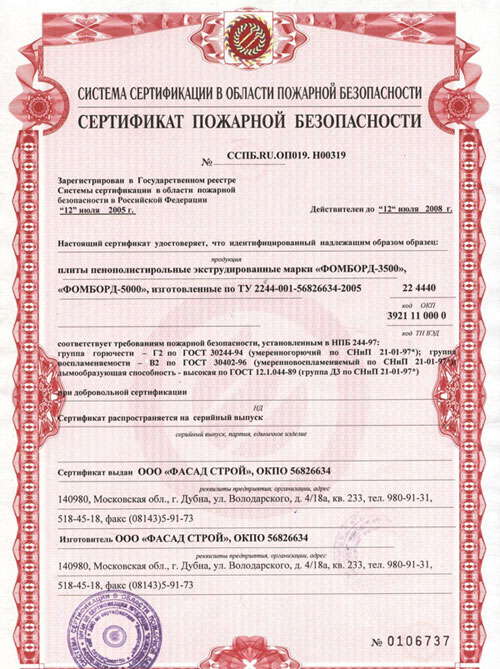 СИСТЕМА СЕРТИФИКАЦИИ В ОБЛАСТИ ПОЖАРНОЙ БЕЗОПАСНОСТИ
СЕРТИФИКАТ ПОЖАРНОЙ БЕЗОПАСНОСТИ
№ ССПБ.RU.ОП019. Н00319
Зарегистрирован в Государственном реестре
Системы сертификации в области пожарной
безопасности в Российской Федерации
“12” июля 2005 г.
Действителен до “12” июля 2008 г.
Настоящий сертификат удостоверяет, что идентифицированный надлежащим образом образец:
продукция
плиты пенополистирольные экструдированные марки «ФОМБОРД-3500»,
«ФОМБОРД-5000», изготовленные по ТУ 2244-001-56826634-2005
22 4440
код ОКП
3921 11 000 0
код ТН ВЭД
соответствует требованиям пожарной безопасности, установленным в НПБ 244-97:
группа горючести – Г2 по ГОСТ 30244-94 (умеренногорючий по СНиП 21-01-97*); группа
воспламеняемости – В2 по ГОСТ 30402-96 (умеренновоспламеняемый по СНиП 21-01-97*и
дымообразующая способность - высокая по ГОСТ 12.1.044-89 (группа Д3 по СНиП 21-01-97*)
при добровольной сертификации
НД
Сертификат распространяется на серийный выпуск
серийный выпуск, партия, единичное изделие
Сертификат выдан ООО «ФАСАД СТРОЙ», ОКПО 56826634
реквизиты предприятия, организации, адрес
140980, Московская обл., г. Дубна, ул. Володарского, д. 4/18а, кв. 233, тел. 980-91-31,
518-45-18, факс (08143)5-91-73
Изготовитель ООО «ФАСАД СТРОЙ», ОКПО 56826634
реквизиты предприятия, организации, адрес
140980, Московская обл., г. Дубна, ул. Володарского, д. 4/18а, кв. 233, тел. 980-91-31,
518-45-18, факс (08143)5-91-73
№ 0106737